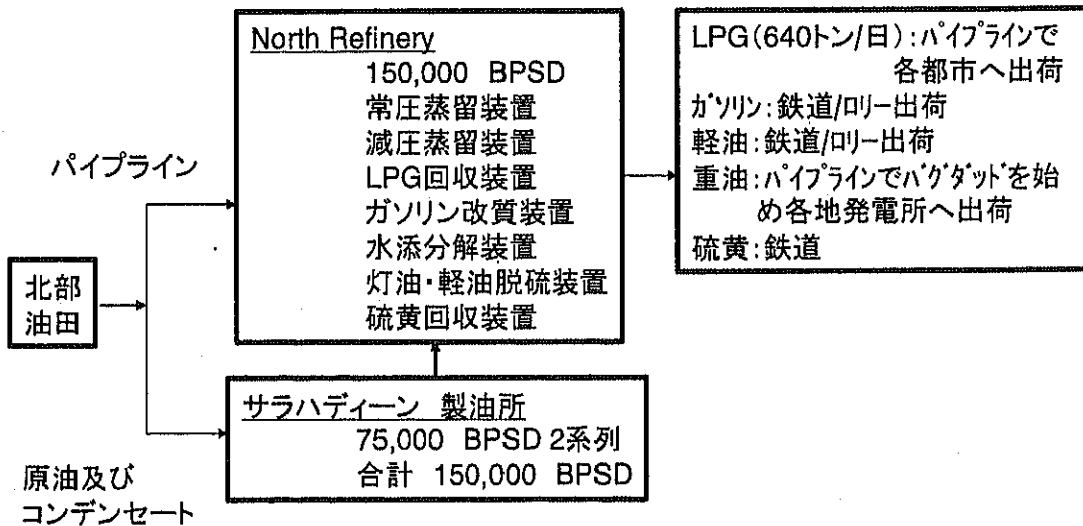 パイプライン
北部
油田
原油及び
コンデンセート
North Refinery
150,000 BPSD
常圧蒸留装置
減圧蒸留装置
LPG回収装置
ガソリン改質装置
水添分解装置
灯油・軽油脱硫装置
硫黄回収装置
サラハディーン 製油所
75,000 BPSD 2系列
合計 150,000 BPSD
LPG(640トン/日):パイプラインで
各都市へ出荷
ガソリン:鉄道/ロリー出荷
軽油:鉄道/ロリー出荷
重油:パイプラインでバグダッドを始
め各地発電所へ出荷
硫黄:鉄道